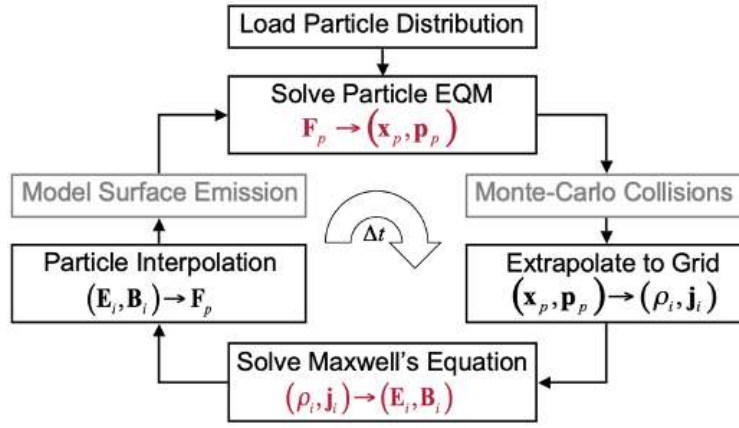 Load Particle Distribution
Solve Particle EQM
F_p → (x_p, p_p)
Model Surface Emission
Monte-Carlo Collisions
Δt
Particle Interpolation
(E_i, B_i) → F_p
Extrapolate to Grid
(x_p, p_p) → (ρ_i, j_i)
Solve Maxwell's Equation
(ρ_i, j_i) → (E_i, B_i)